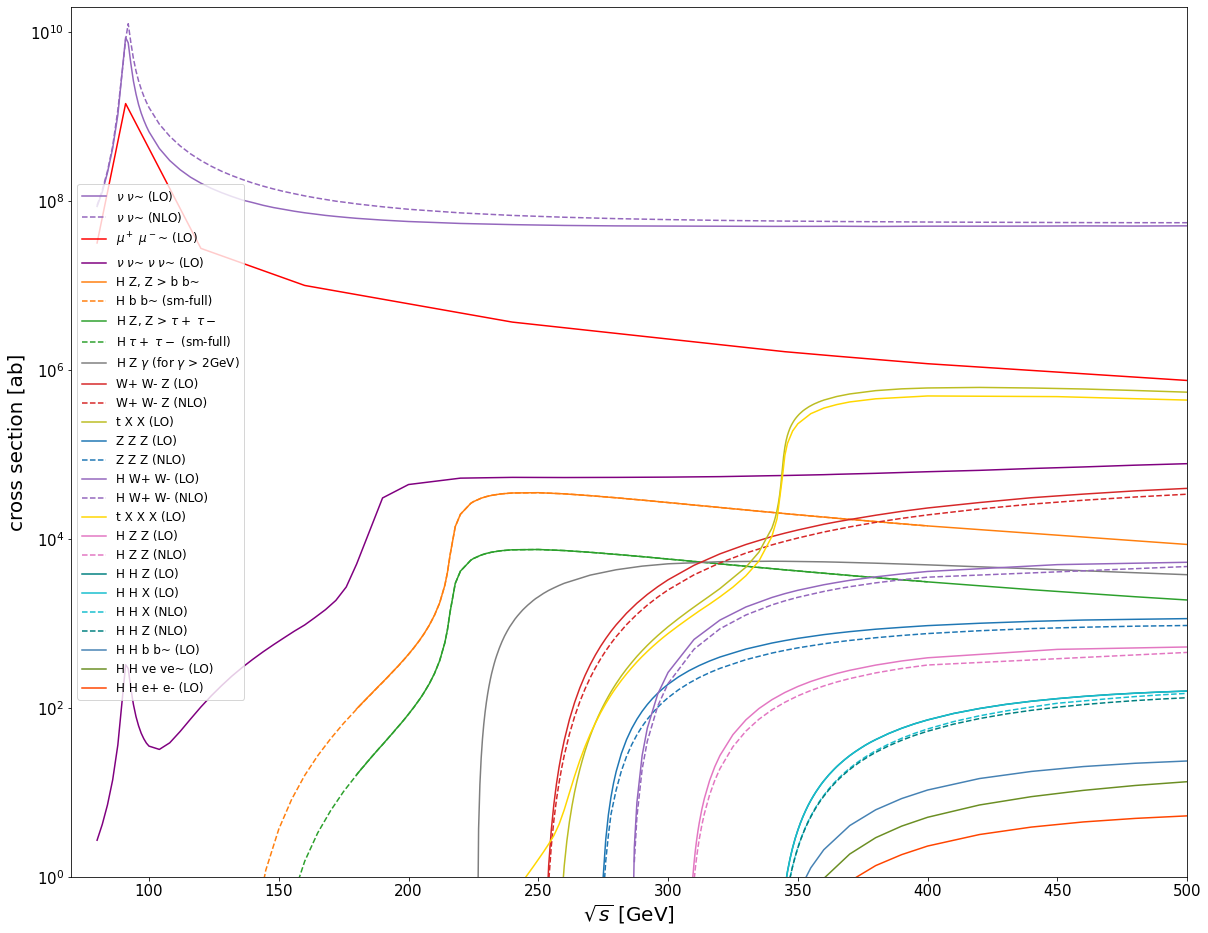 10^10
10^8
10^6
10^4
10^2
10^0
cross section [ab]
ν ν~ (LO)
ν ν~ (NLO)
μ^+ μ^−~ (LO)
ν ν~ ν ν~ (LO)
H Z, Z > b b~
H b b~ (sm-full)
H Z, Z > τ + τ −
H τ + τ − (sm-full)
H Z γ (for γ > 2GeV)
W+ W- Z (LO)
W+ W- Z (NLO)
t X X (LO)
Z Z Z (LO)
Z Z Z (NLO)
H W+ W- (LO)
H W+ W- (NLO)
t X X X (LO)
H Z Z (LO)
H Z Z (NLO)
H H Z (LO)
H H X (LO)
H H X (NLO)
H H Z (NLO)
H H b b~ (LO)
H H ve ve~ (LO)
H H e+ e- (LO)
100 150 200 250 300 350 400 450 500
√s [GeV]